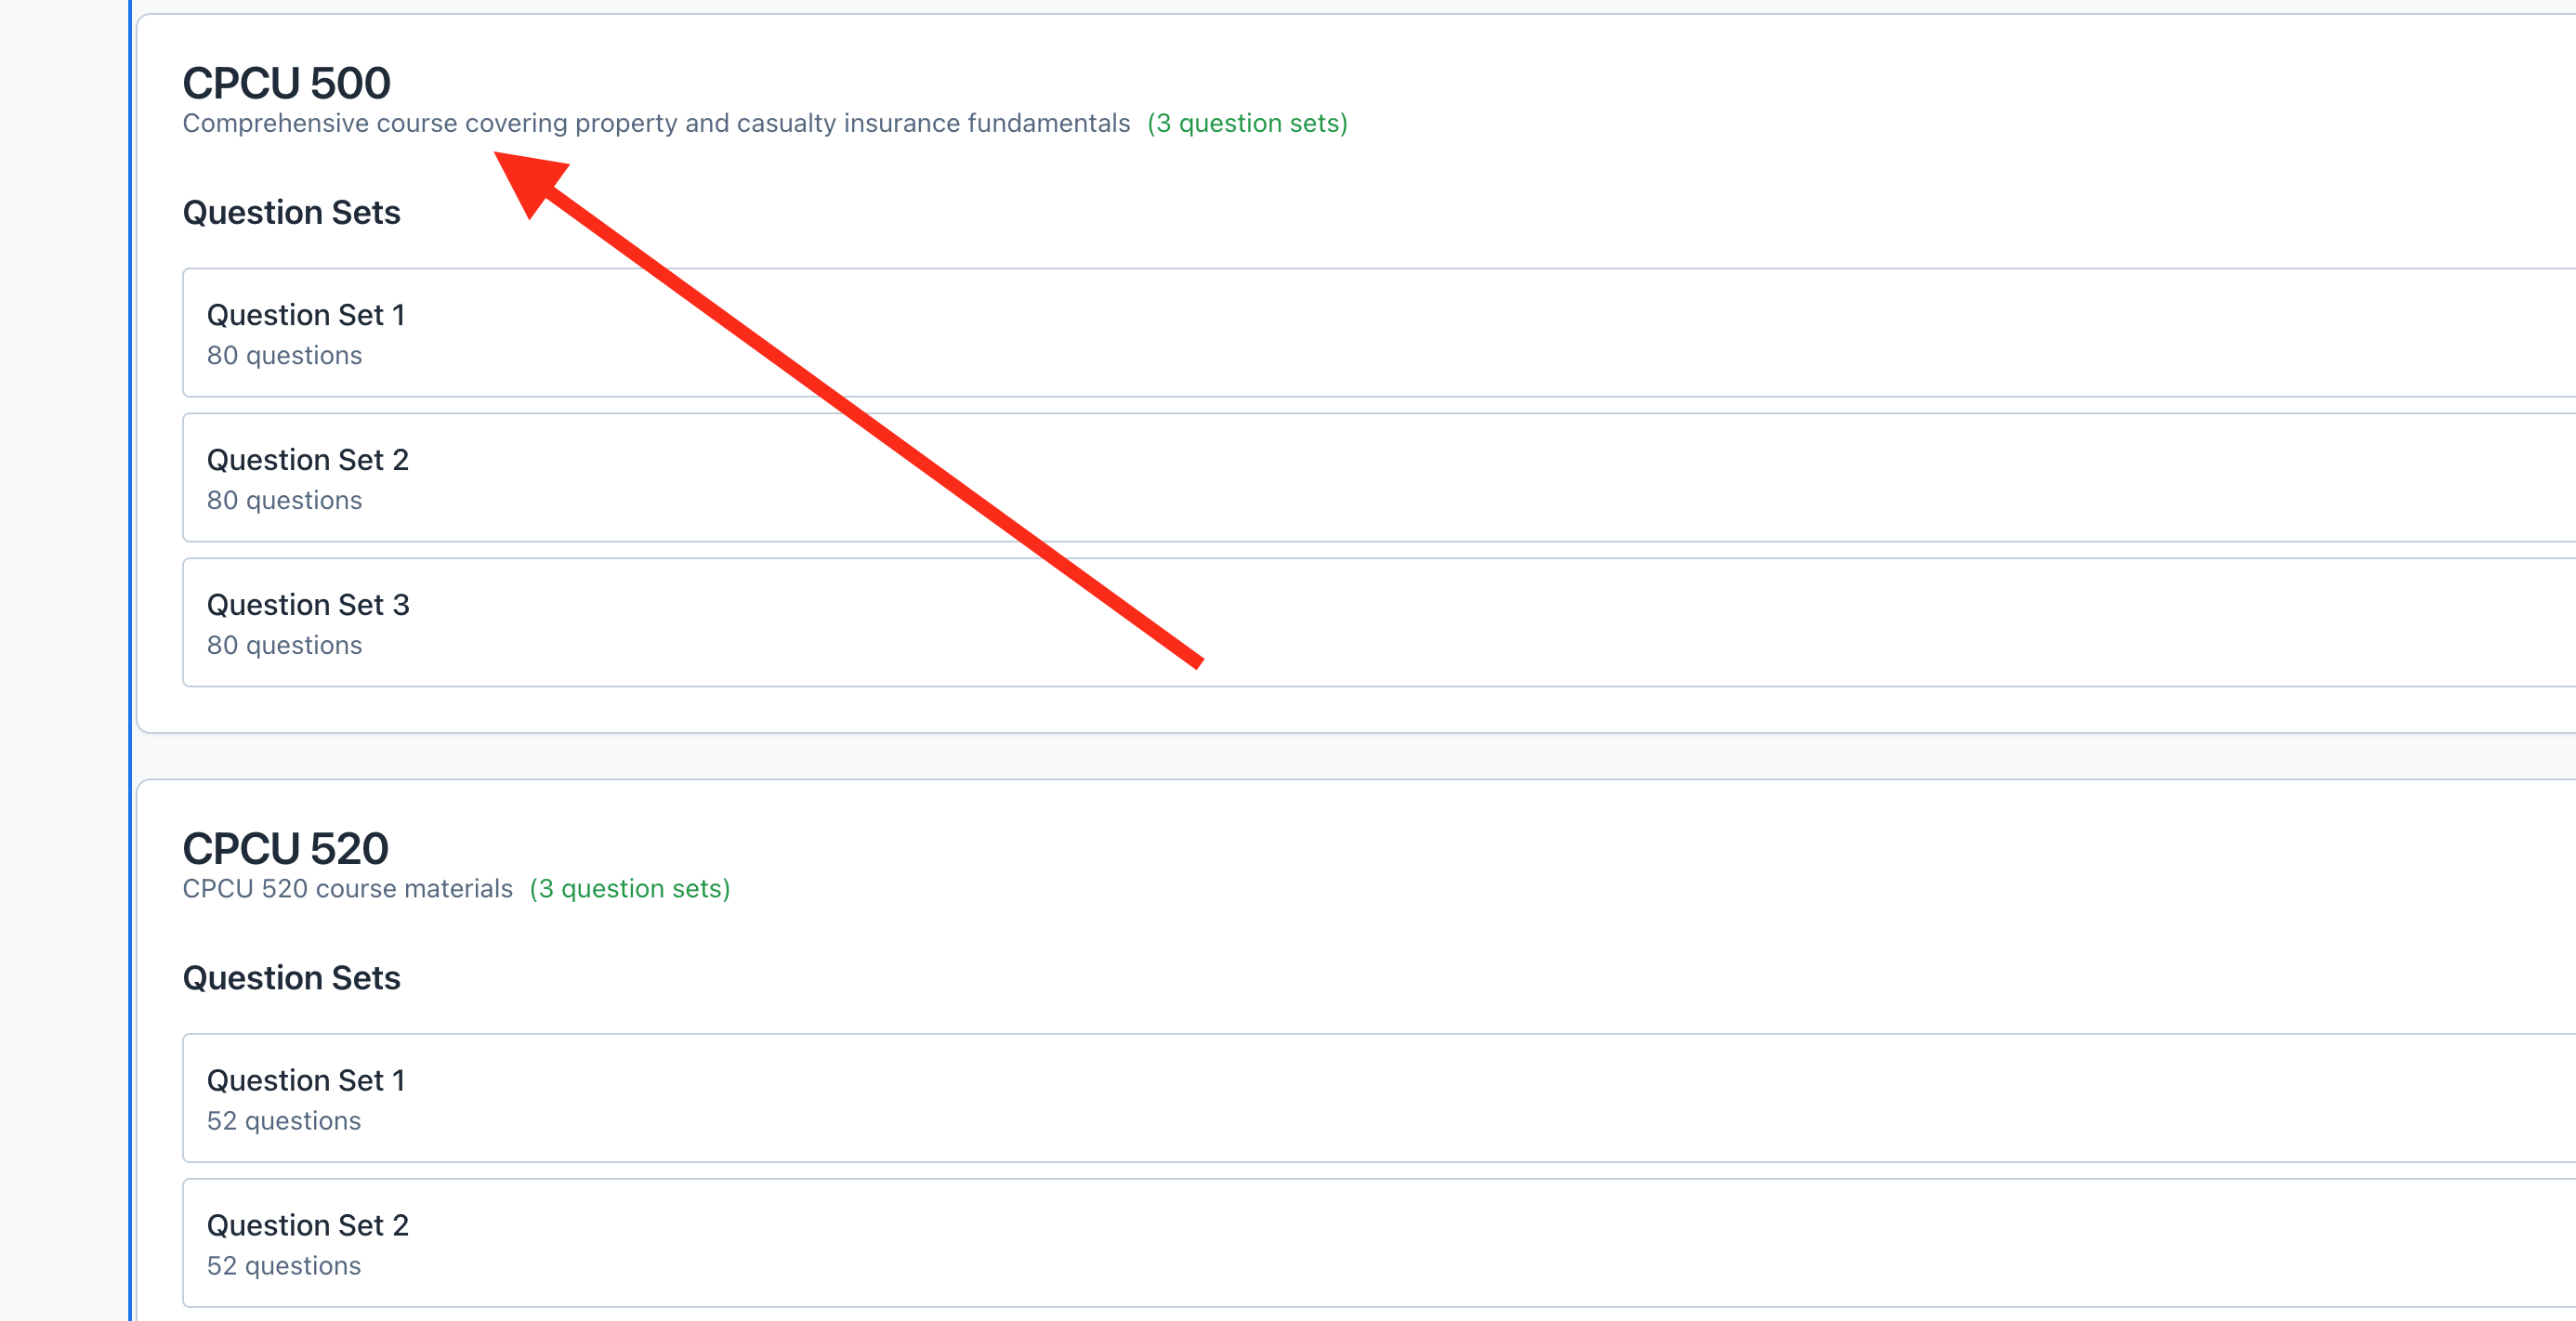 CPCU 500
Comprehensive course covering property and casualty insurance fundamentals (3 question sets)
Question Sets
Question Set 1
80 questions
Question Set 2
80 questions
Question Set 3
80 questions
CPCU 520
CPCU 520 course materials (3 question sets)
Question Sets
Question Set 1
52 questions
Question Set 2
52 questions